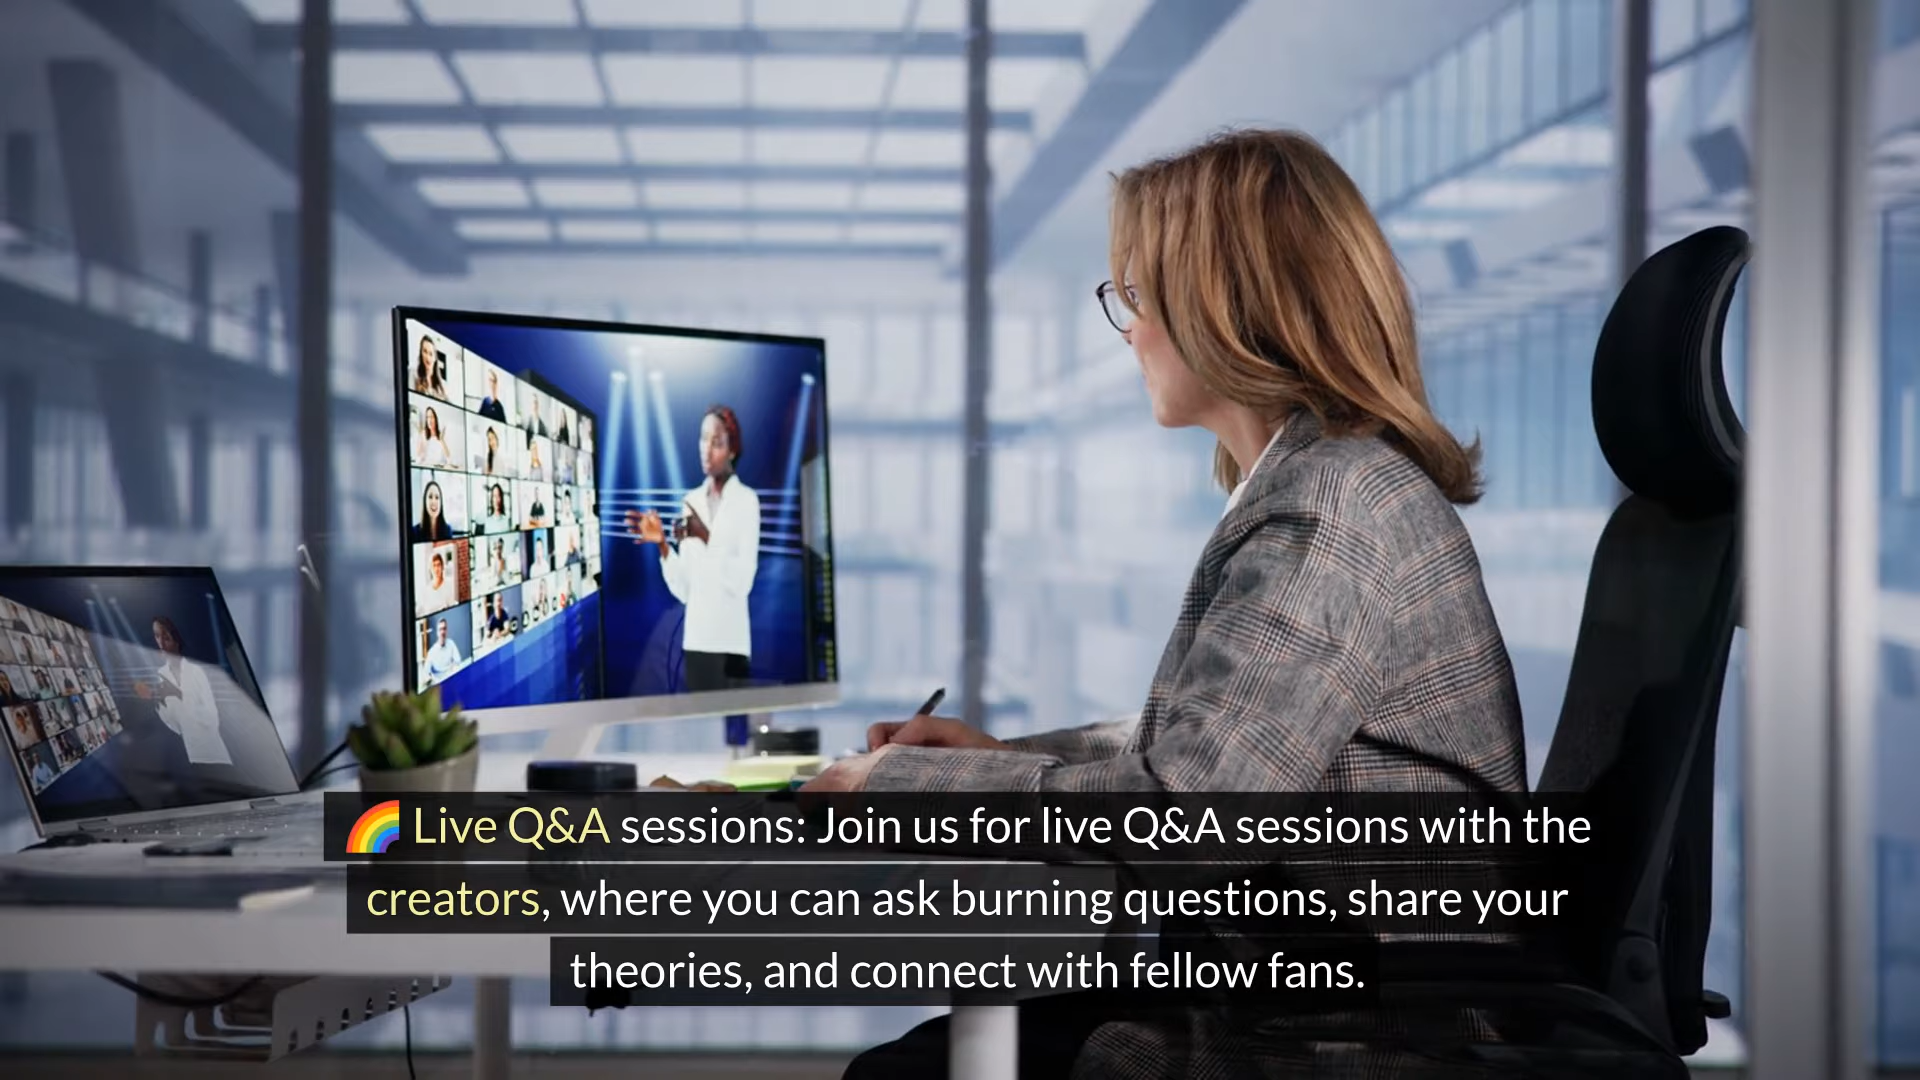 🌈 Live Q&A sessions: Join us for live Q&A sessions with the
creators, where you can ask burning questions, share your
theories, and connect with fellow fans.